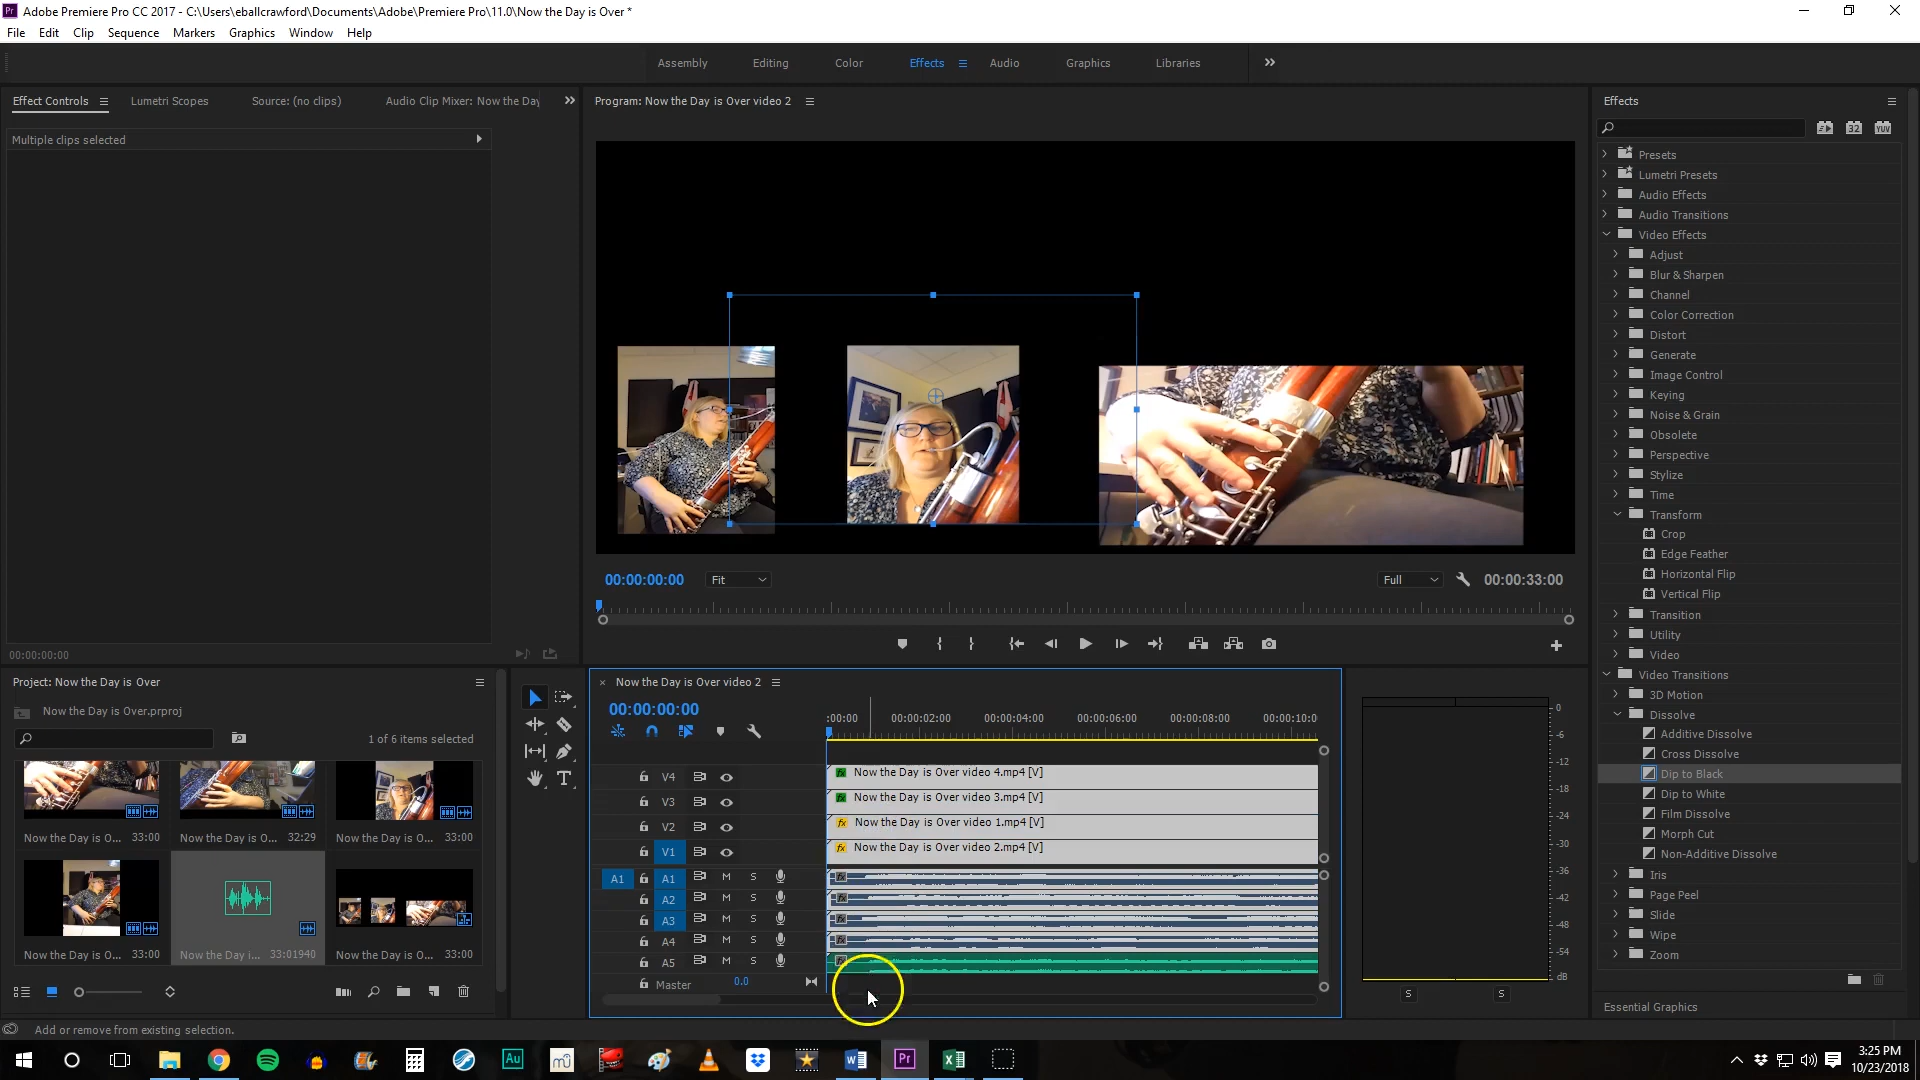 Adobe Premiere Pro CC 2017 - C:\Users\eballcrawford\Documents\Adobe\Premiere Pro\11.0\Now the Day is Over *
File Edit Clip Sequence Markers Graphics Window Help
Assembly Editing Color Effects Audio Graphics Libraries
Effect Controls Lumetri Scopes Source: (no clips) Audio Clip Mixer: Now the Day
Multiple clips selected
00:00:00:00
Program: Now the Day is Over video 2
00:00:00:00 Fit Full 00:00:33:00
Effects
32 YUV
Presets
Lumetri Presets
Audio Effects
Audio Transitions
Video Effects
Adjust
Blur & Sharpen
Channel
Color Correction
Distort
Generate
Image Control
Keying
Noise & Grain
Obsolete
Perspective
Stylize
Time
Transform
Crop
Edge Feather
Horizontal Flip
Vertical Flip
Transition
Utility
Video
Video Transitions
3D Motion
Dissolve
Additive Dissolve
Cross Dissolve
Dip to Black
Dip to White
Film Dissolve
Morph Cut
Non-Additive Dissolve
Iris
Page Peel
Slide
Wipe
Zoom
Essential Graphics
Project: Now the Day is Over
Now the Day is Over.prproj
1 of 6 items selected
Now the Day is O... 33:00 Now the Day is O... 32:29 Now the Day is O... 33:00
Now the Day is O... 33:00 Now the Day i... 33:01940 Now the Day is O... 33:00
Now the Day is Over video 2
00:00:00:00
:00:00 00:00:02:00 00:00:04:00 00:00:06:00 00:00:08:00 00:00:10:0
V4 fx Now the Day is Over video 4.mp4 [V]
V3 fx Now the Day is Over video 3.mp4 [V]
V2 fx Now the Day is Over video 1.mp4 [V]
V1 fx Now the Day is Over video 2.mp4 [V]
A1 A1 M S fx
A2 M S fx
A3 M S fx
A4 M S fx
A5 M S fx
Master 0.0
0
-6
-12
-18
-24
-30
-36
-42
-48
-54
dB
S S
Add or remove from existing selection.
Au Pr
3:25 PM
10/23/2018